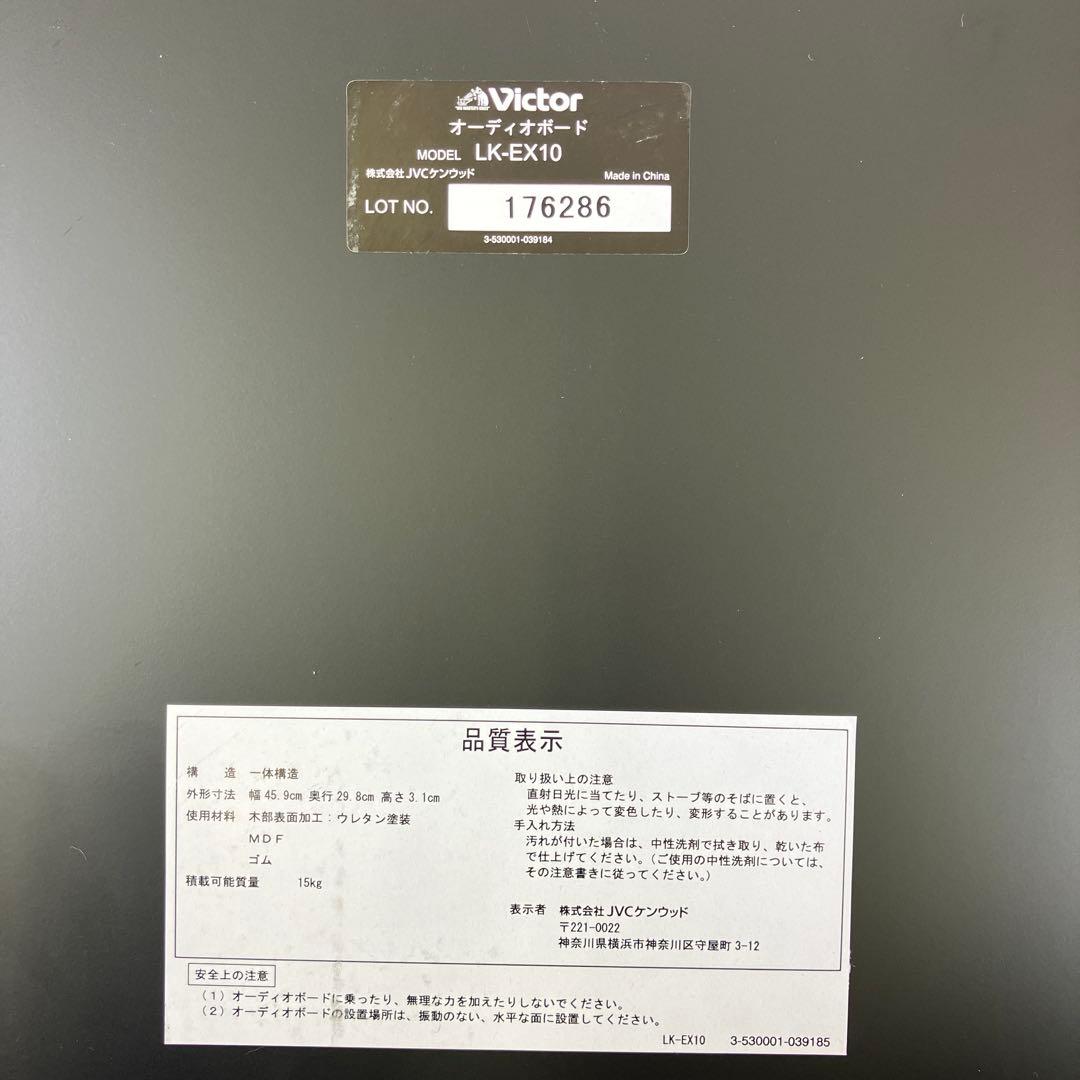 Victor
オーディオボード
MODEL LK-EX10
株式会社JVCケンウッド Made in China
LOT NO. 176286
3-530001-039184
品質表示
構 造 一体構造
外形寸法 幅45.9cm 奥行29.8cm 高さ3.1cm
使用材料 木部表面加工：ウレタン塗装
MDF
ゴム
積載可能質量 15kg
取り扱い上の注意
直射日光に当てたり、ストーブ等のそばに置くと、
光や熱によって変色したり、変形することがあります。
手入れ方法
汚れが付いた場合は、中性洗剤で拭き取り、乾いた布
で仕上げてください。（ご使用の中性洗剤については、
その注意書きに従ってください。）
表示者 株式会社JVCケンウッド
〒221-0022
神奈川県横浜市神奈川区守屋町3-12
安全上の注意
（１）オーディオボードに乗ったり、無理な力を加えたりしないでください。
（２）オーディオボードの設置場所は、振動のない、水平な面に設置してください。
LK-EX10 3-530001-039185